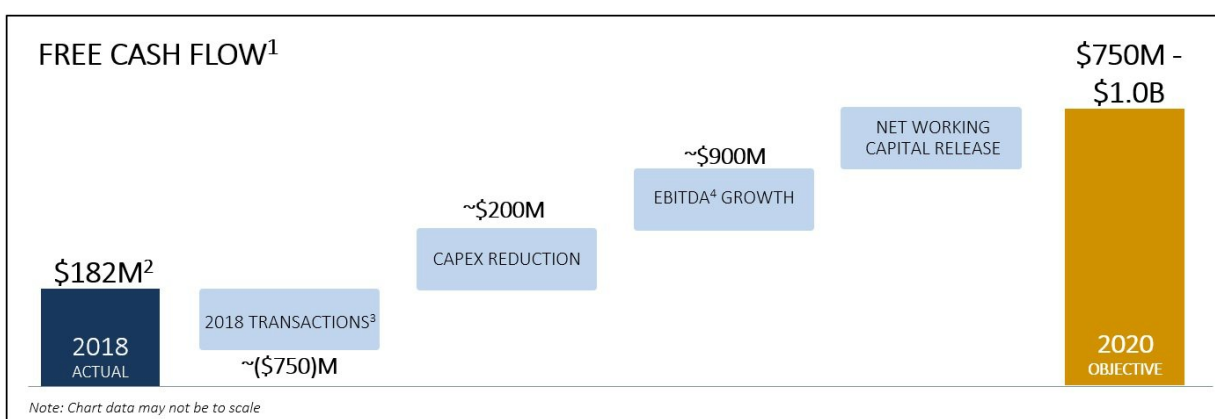 FREE CASH FLOW¹
$182M²
2018
ACTUAL
2018 TRANSACTIONS³
~($750)M
~$200M
CAPEX REDUCTION
~$900M
EBITDA⁴ GROWTH
NET WORKING
CAPITAL RELEASE
$750M -
$1.0B
2020
OBJECTIVE
Note: Chart data may not be to scale